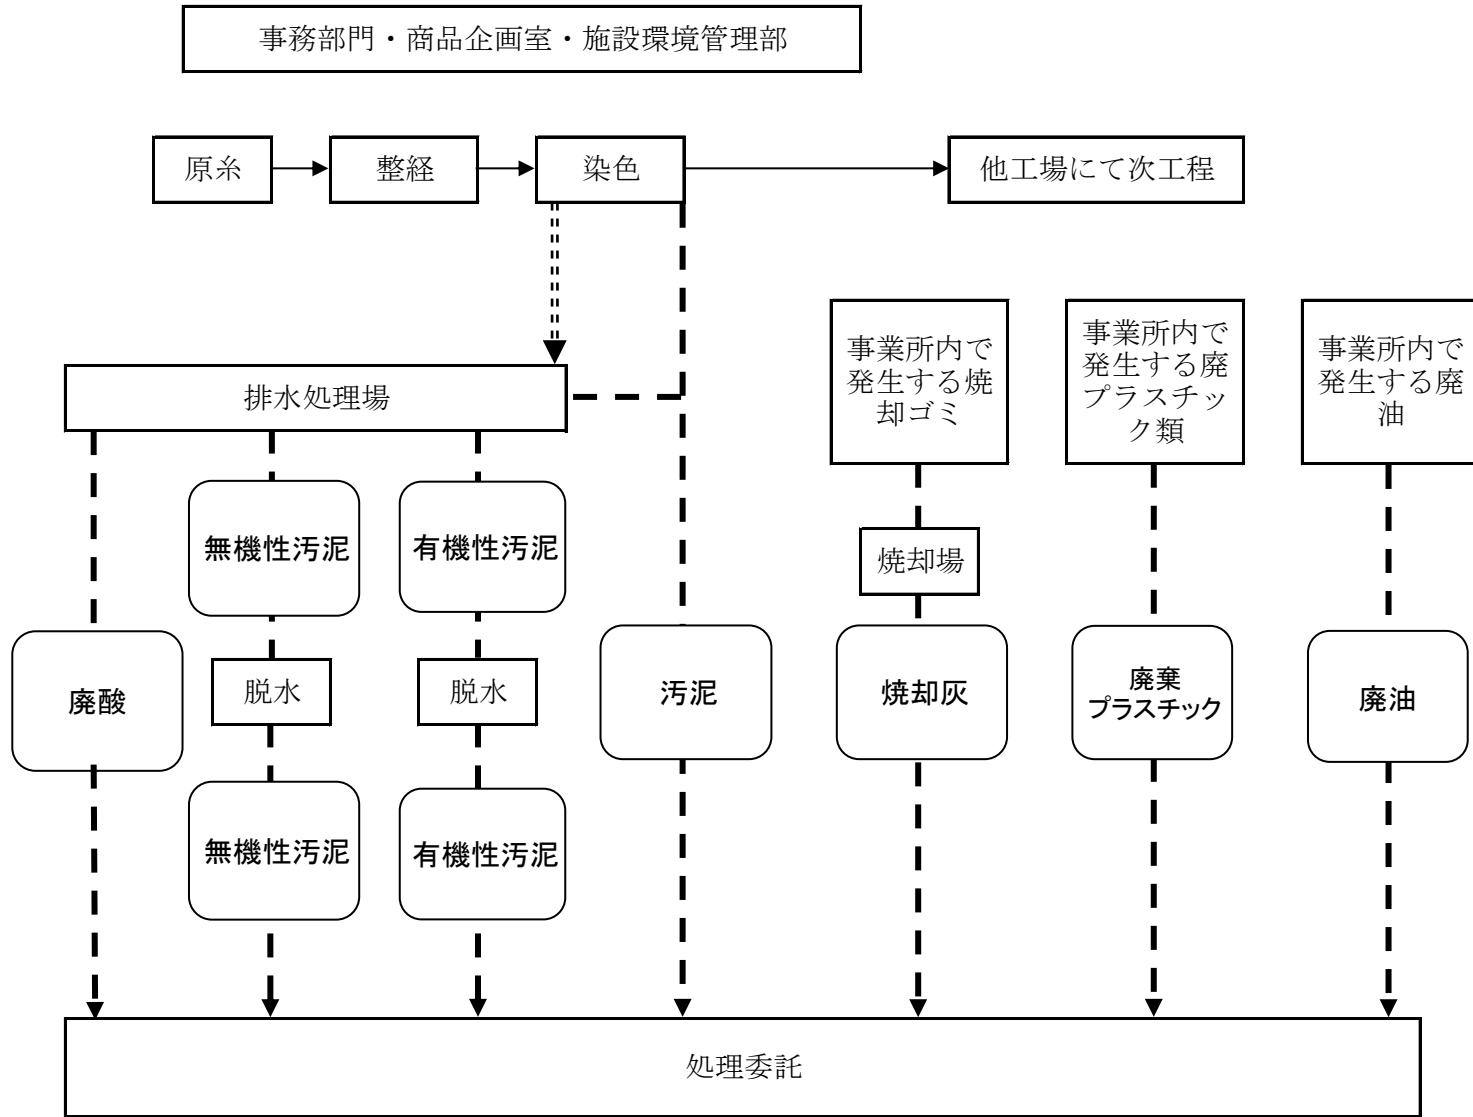 事務部門・商品企画室・施設環境管理部
原糸
整経
染色
他工場にて次工程
事業所内で
発生する焼
却ゴミ
事業所内で
発生する廃
プラスチッ
ク類
事業所内で
発生する廃
油
排水処理場
無機性汚泥
有機性汚泥
焼却場
廃酸
脱水
脱水
汚泥
焼却灰
廃棄
プラスチック
廃油
無機性汚泥
有機性汚泥
処理委託